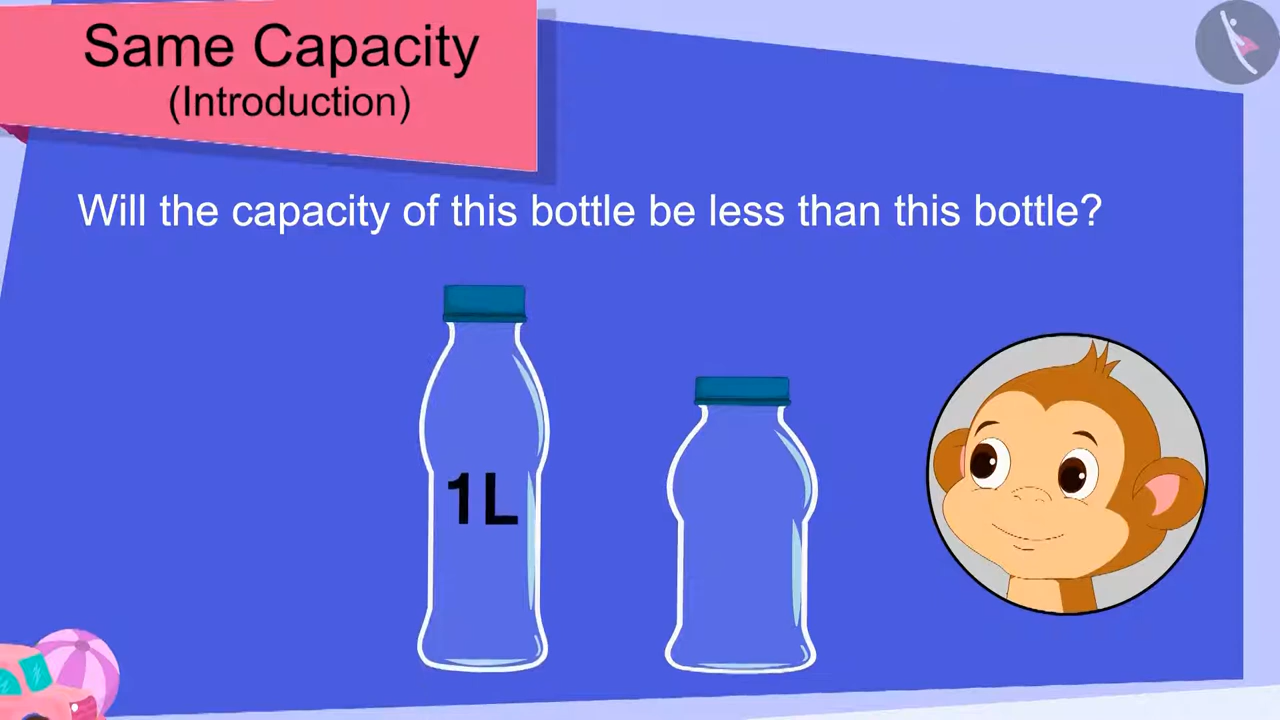 Same Capacity
(Introduction)
Will the capacity of this bottle be less than this bottle?
1L